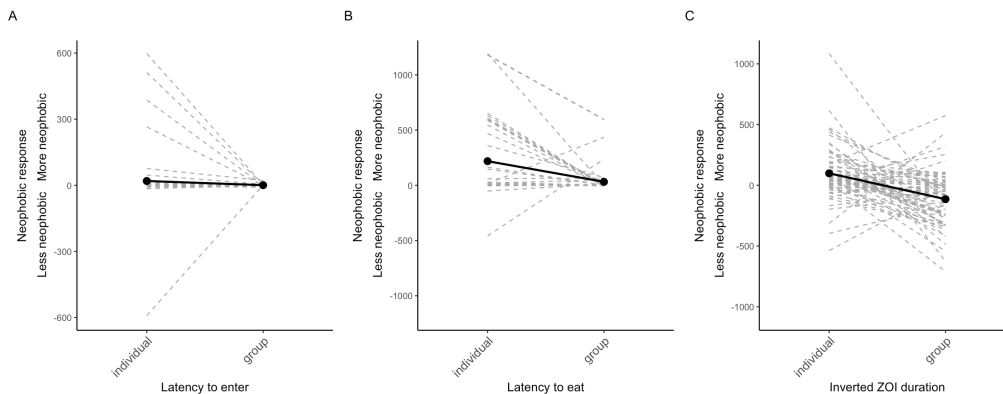 A
Neophobic response
Less neophobic More neophobic
600
300
0
-300
-600
individual
group
Latency to enter
B
Neophobic response
Less neophobic More neophobic
1000
500
0
-500
-1000
individual
group
Latency to eat
C
Neophobic response
Less neophobic More neophobic
1000
500
0
-500
-1000
individual
group
Inverted ZOI duration